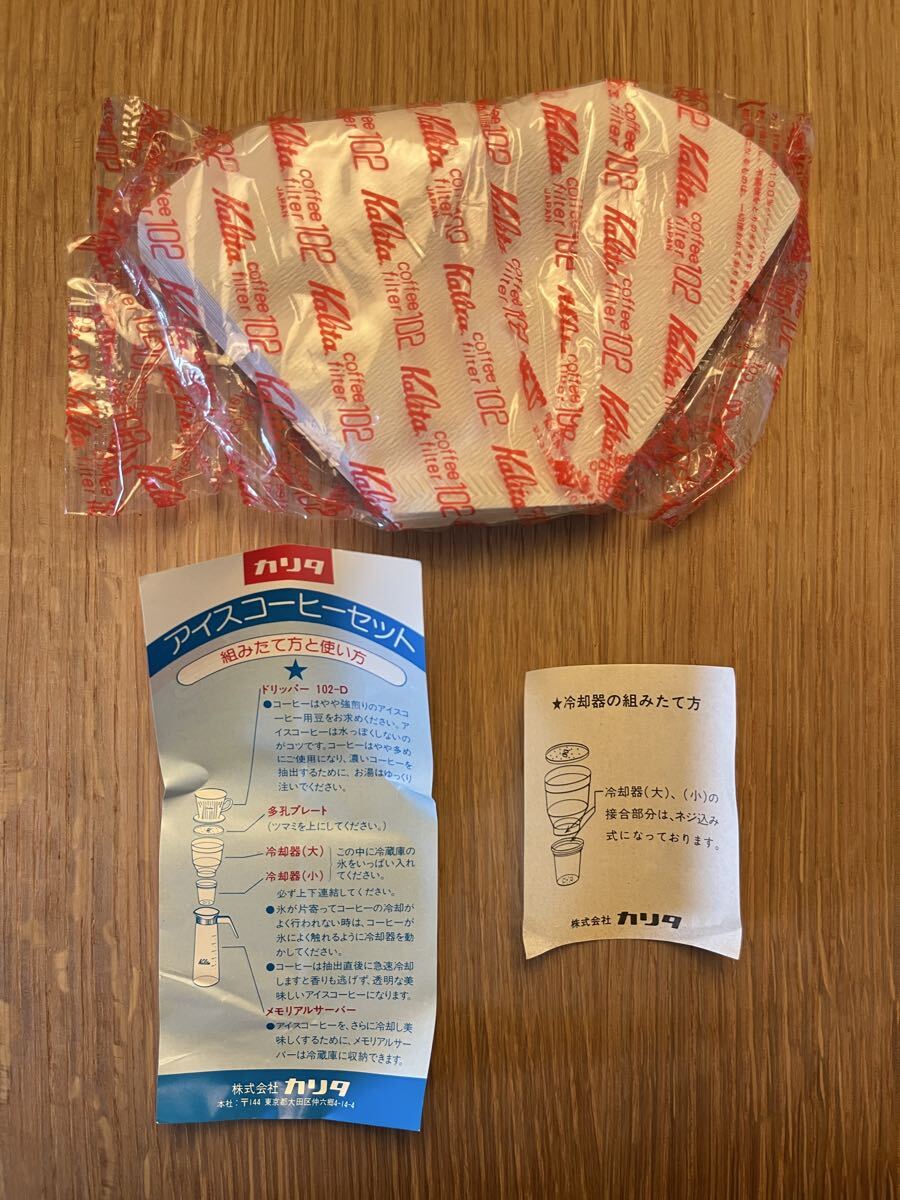 Kalita
coffee
filter 102
JAPAN
カリタ
アイスコーヒーセット
組みたて方と使い方
★
ドリッパー 102-D
●コーヒーはやや強煎りのアイスコ
ーヒー用豆をお求めください。ア
イスコーヒーは水っぽくしないの
がコツです。コーヒーはやや多め
にご使用になり、濃いコーヒーを
抽出するために、お湯はゆっくり
注いでください。
多孔プレート
(ツマミを上にしてください。)
冷却器(大)
冷却器(小)
この中に冷蔵庫の
氷をいっぱい入れ
てください。
必ず上下連結してください。
●氷が片寄ってコーヒーの冷却が
よく行われない時は、コーヒーが
氷によく触れるように冷却器を動
かしてください。
●コーヒーは抽出直後に急速冷却
しますと香りも逃げず、透明な美
味しいアイスコーヒーになります。
Kalita
メモリアルサーバー
●アイスコーヒーを、さらに冷却し美
味しくするために、メモリアルサー
バーは冷蔵庫に収納できます。
株式会社 カリタ
本社:〒144 東京都大田区仲六郷4-14-4
★冷却器の組みたて方
冷却器(大)、(小)の
接合部分は、ネジ込み
式になっております。
株式会社 カリタ